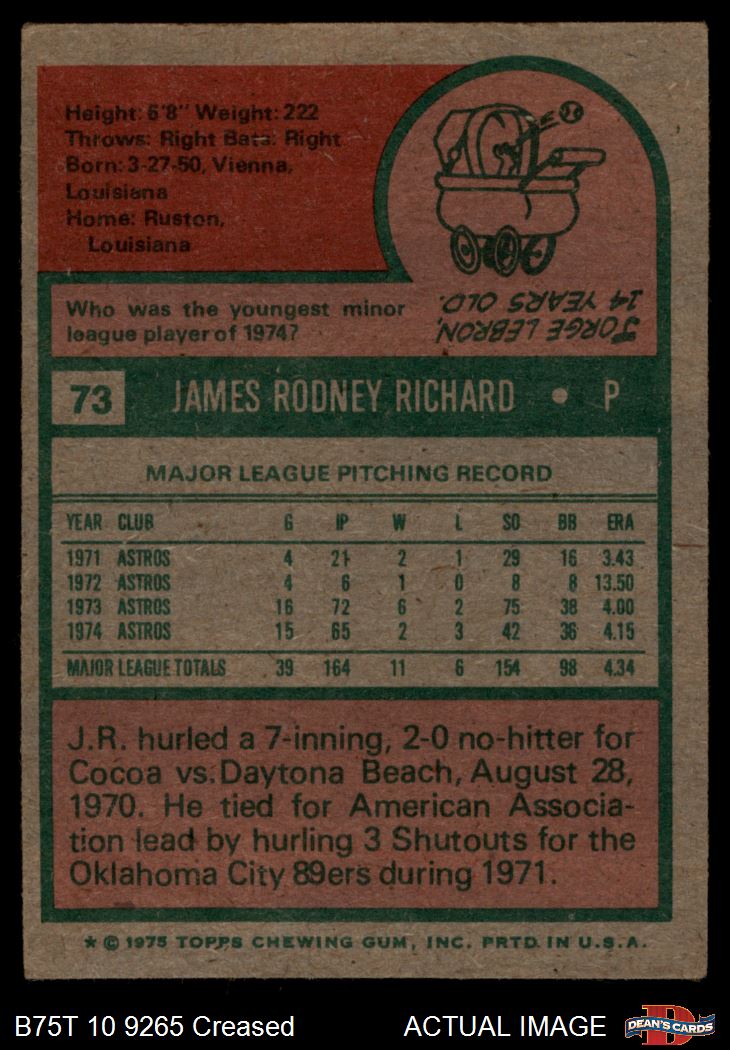 Height: 6'8" Weight: 222
Throws: Right Bats: Right
Born: 3-27-50, Vienna,
Louisiana
Home: Ruston,
Louisiana
Who was the youngest minor
league player of 1974?
JORGE LEBRON,
14 YEARS OLD.
73 JAMES RODNEY RICHARD • P
MAJOR LEAGUE PITCHING RECORD
YEAR CLUB G IP W L SO BB ERA
1971 ASTROS 4 21 2 1 29 16 3.43
1972 ASTROS 4 6 1 0 8 8 13.50
1973 ASTROS 16 72 6 2 75 38 4.00
1974 ASTROS 15 65 2 3 42 36 4.15
MAJOR LEAGUE TOTALS 39 164 11 6 154 98 4.34
J.R. hurled a 7-inning, 2-0 no-hitter for
Cocoa vs. Daytona Beach, August 28,
1970. He tied for American Associa-
tion lead by hurling 3 Shutouts for the
Oklahoma City 89ers during 1971.
★ © 1975 TOPPS CHEWING GUM, INC. PRTD. IN U.S.A.
B75T 10 9265 Creased ACTUAL IMAGE
D
DEAN'S CARDS